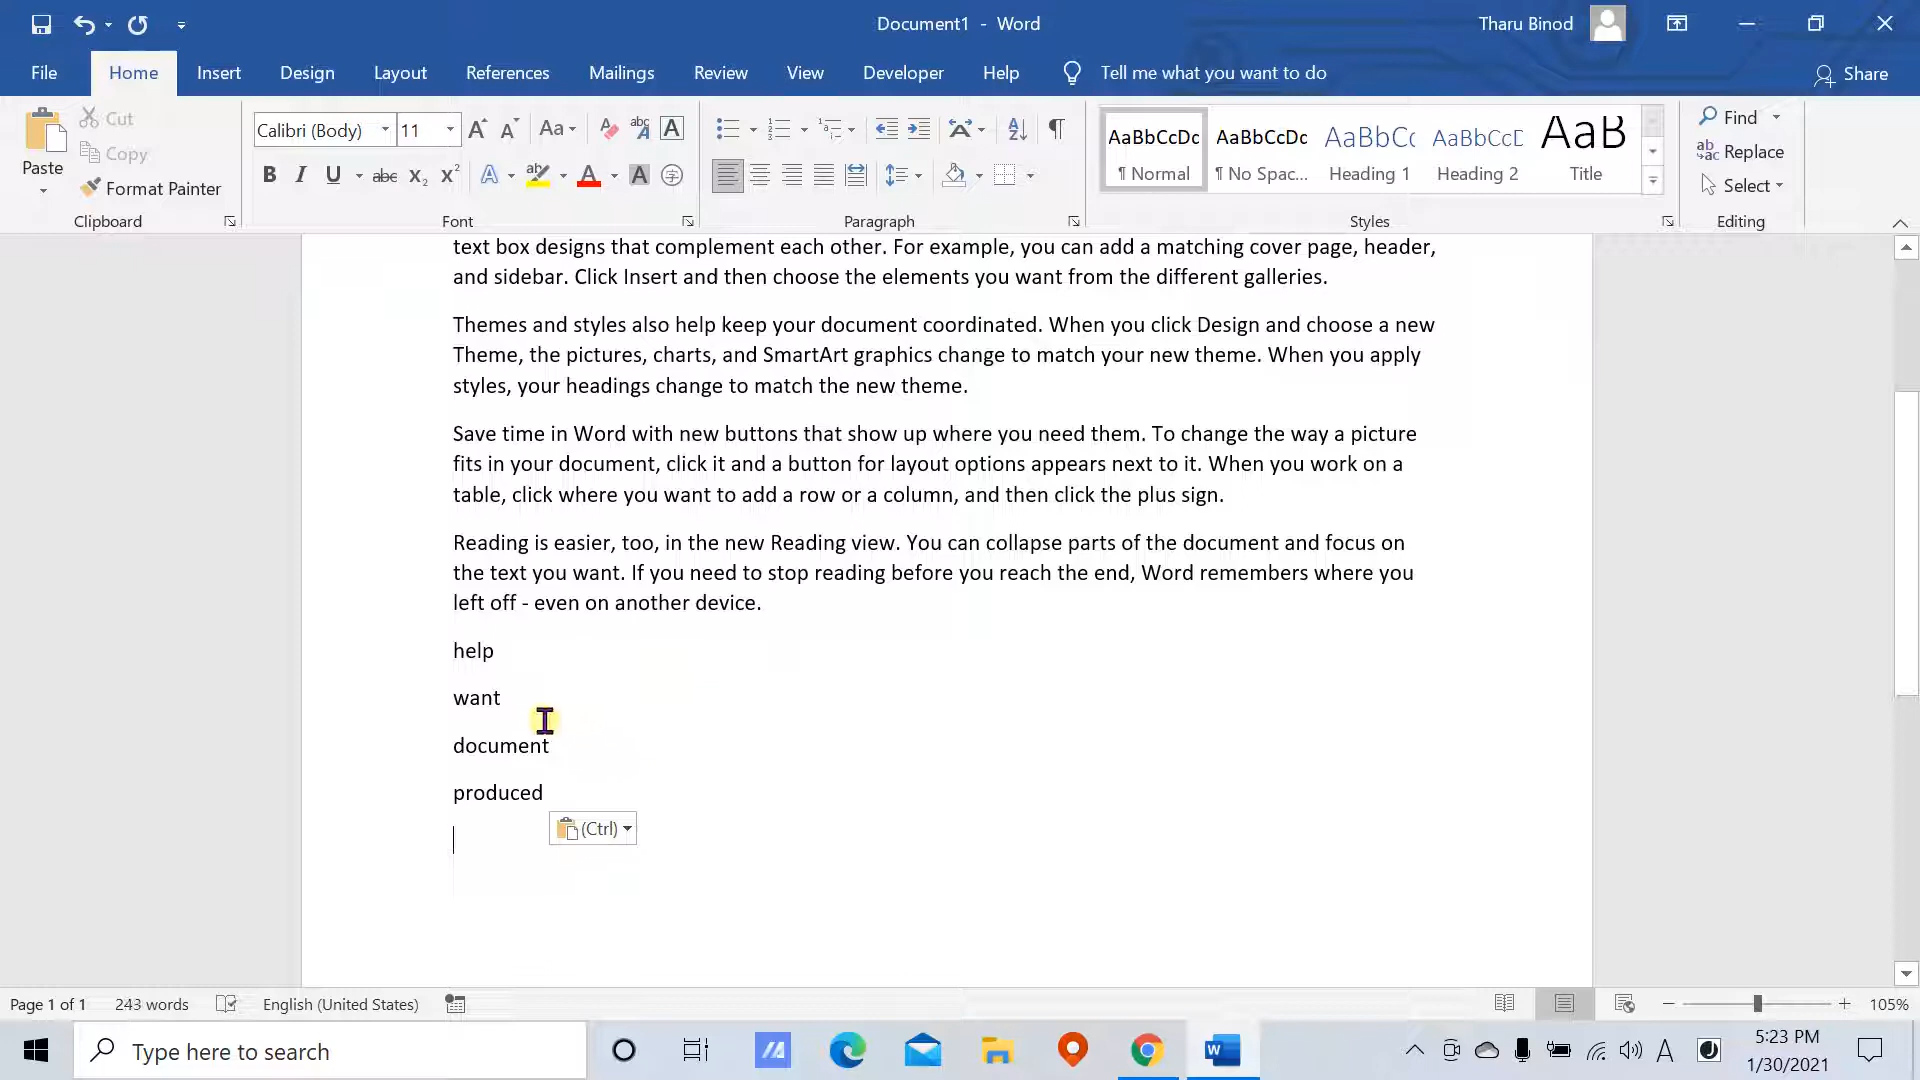 Document1 - Word
Tharu Binod
File Home Insert Design Layout References Mailings Review View Developer Help Tell me what you want to do Share
Paste
Cut
Copy
Format Painter
Clipboard
Calibri (Body) 11
Font
Paragraph
AaBbCcDc AaBbCcDc AaBbCc AaBbCcD AaB
¶ Normal ¶ No Spac... Heading 1 Heading 2 Title
Styles
Find
Replace
Select
Editing
text box designs that complement each other. For example, you can add a matching cover page, header,
and sidebar. Click Insert and then choose the elements you want from the different galleries.
Themes and styles also help keep your document coordinated. When you click Design and choose a new
Theme, the pictures, charts, and SmartArt graphics change to match your new theme. When you apply
styles, your headings change to match the new theme.
Save time in Word with new buttons that show up where you need them. To change the way a picture
fits in your document, click it and a button for layout options appears next to it. When you work on a
table, click where you want to add a row or a column, and then click the plus sign.
Reading is easier, too, in the new Reading view. You can collapse parts of the document and focus on
the text you want. If you need to stop reading before you reach the end, Word remembers where you
left off - even on another device.
help
want
document
produced
(Ctrl)
Page 1 of 1 243 words English (United States) 105%
Type here to search
5:23 PM
1/30/2021